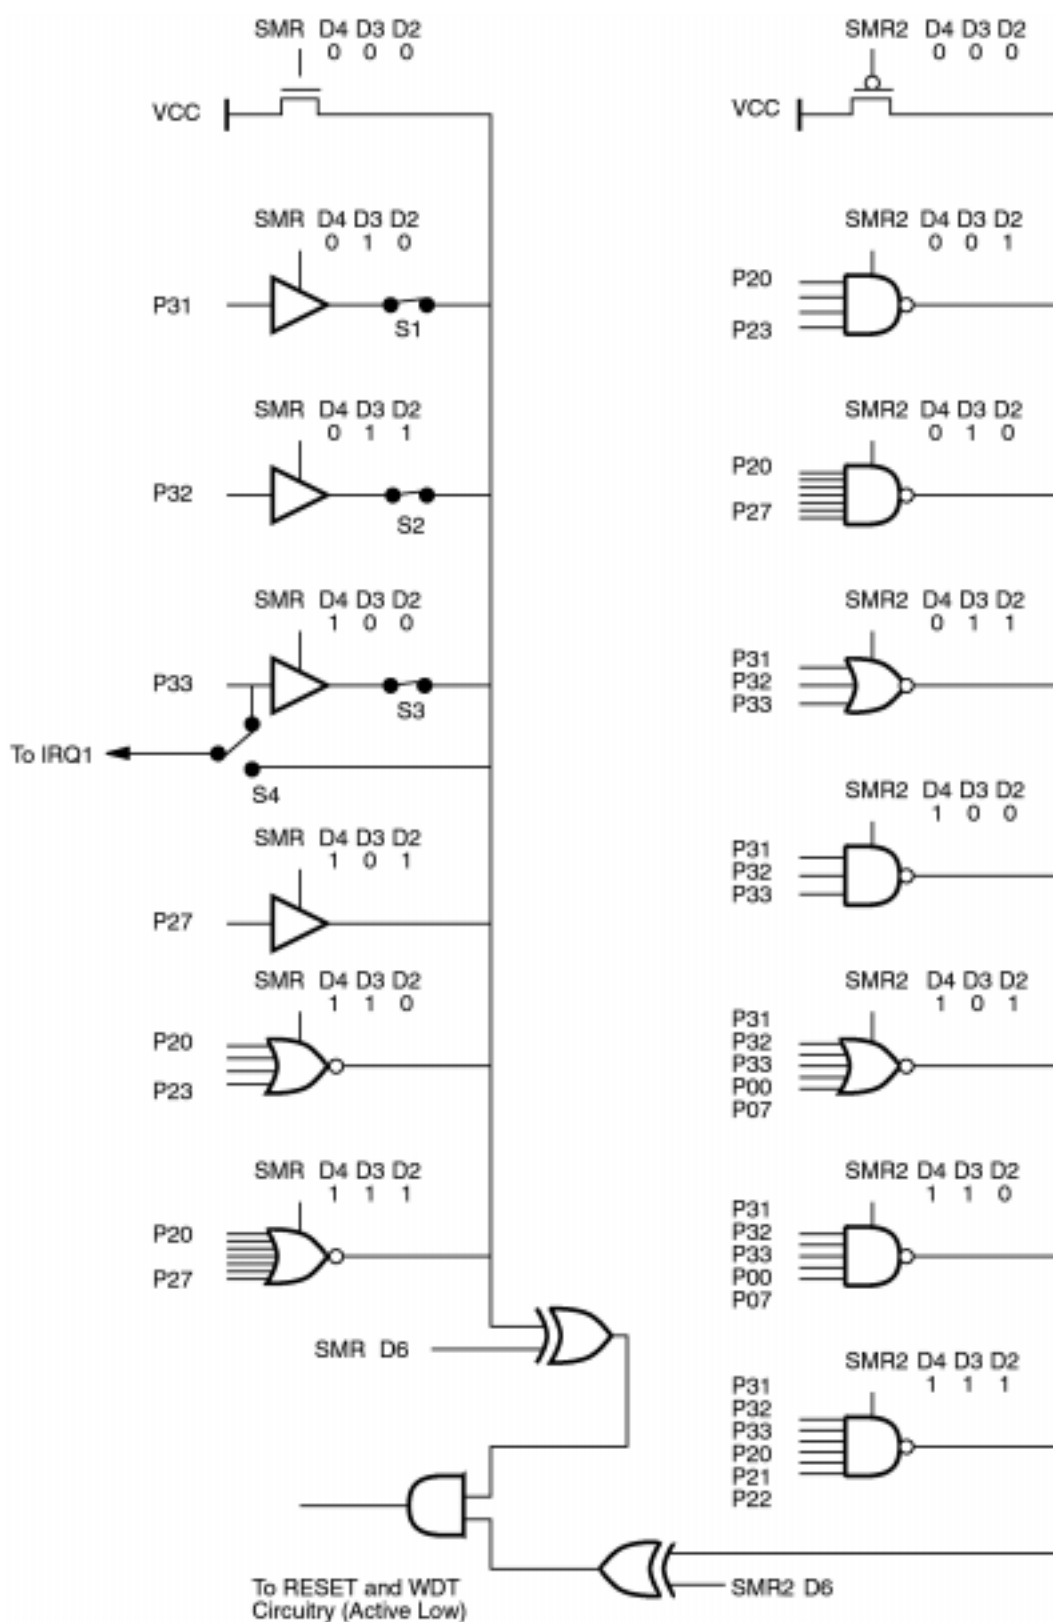 SMR D4 D3 D2
0 0 0
VCC
SMR D4 D3 D2
0 1 0
P31
S1
SMR D4 D3 D2
0 1 1
P32
S2
SMR D4 D3 D2
1 0 0
P33
S3
To IRQ1
S4
SMR D4 D3 D2
1 0 1
P27
SMR D4 D3 D2
1 1 0
P20
P23
SMR D4 D3 D2
1 1 1
P20
P27
SMR D6
To RESET and WDT
Circuitry (Active Low)
SMR2 D4 D3 D2
0 0 0
VCC
SMR2 D4 D3 D2
0 0 1
P20
P23
SMR2 D4 D3 D2
0 1 0
P20
P27
SMR2 D4 D3 D2
0 1 1
P31
P32
P33
SMR2 D4 D3 D2
1 0 0
P31
P32
P33
SMR2 D4 D3 D2
1 0 1
P31
P32
P33
P00
P07
SMR2 D4 D3 D2
1 1 0
P31
P32
P33
P00
P07
SMR2 D4 D3 D2
1 1 1
P31
P32
P33
P20
P21
P22
SMR2 D6